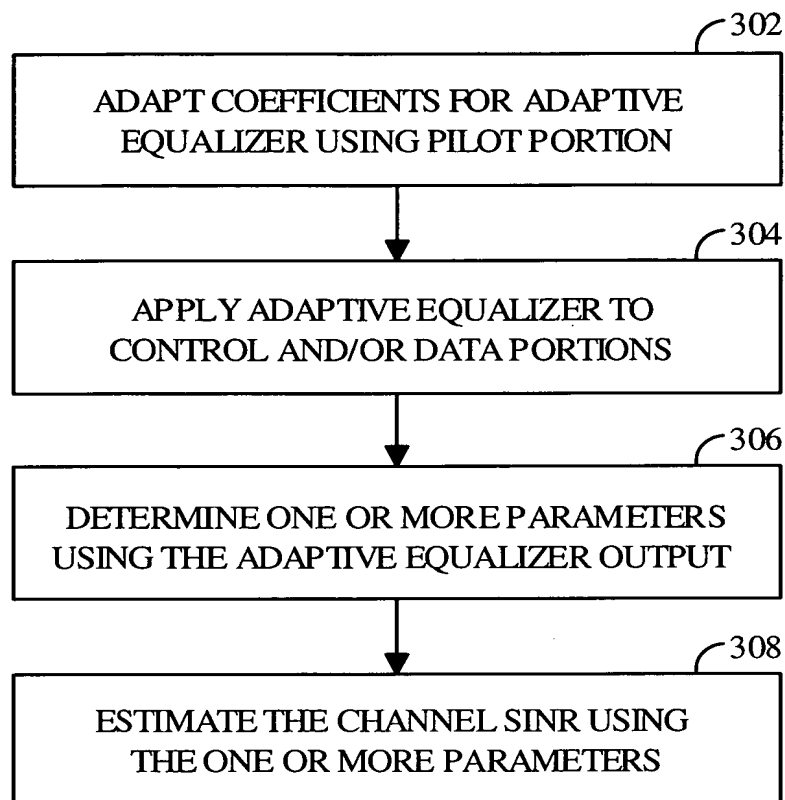 302
ADAPT COEFFICIENTS FOR ADAPTIVE
EQUALIZER USING PILOT PORTION
304
APPLY ADAPTIVE EQUALIZER TO
CONTROL AND/OR DATA PORTIONS
306
DETERMINE ONE OR MORE PARAMETERS
USING THE ADAPTIVE EQUALIZER OUTPUT
308
ESTIMATE THE CHANNEL SINR USING
THE ONE OR MORE PARAMETERS